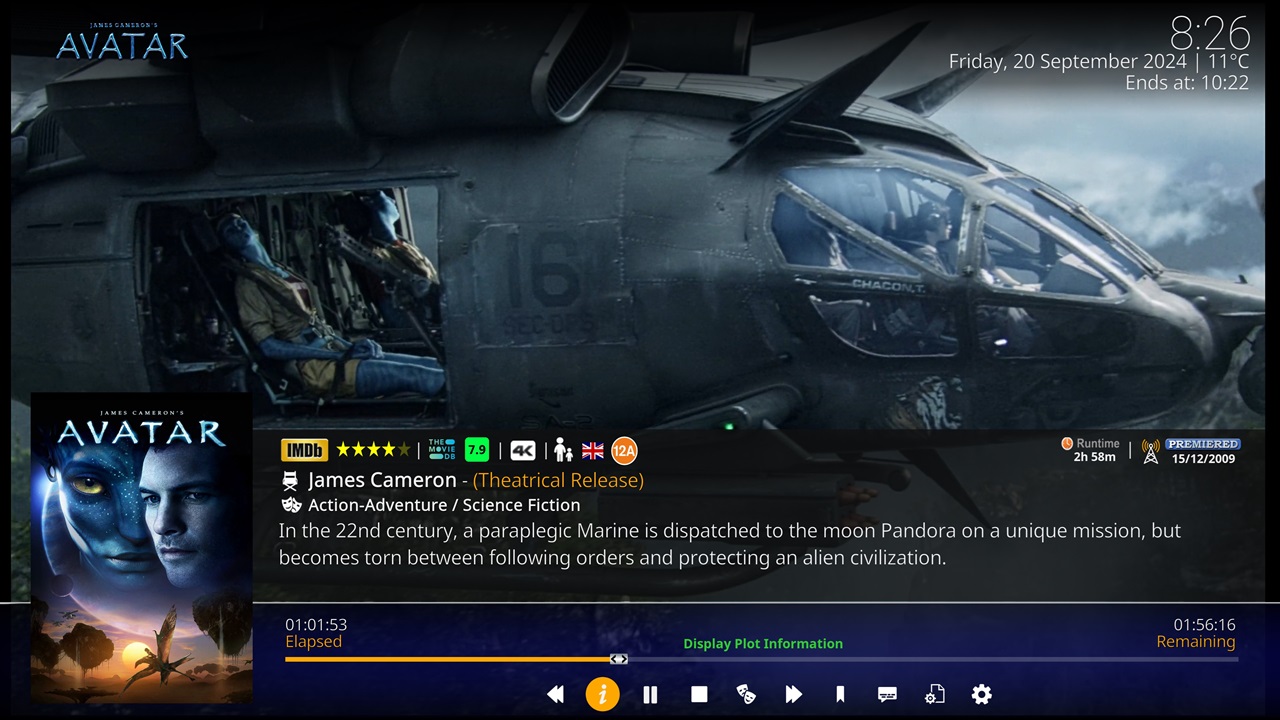 JAMES CAMERON'S
AVATAR
8:26
Friday, 20 September 2024 | 11°C
Ends at: 10:22
16
SEC-OPS
CHACON.T.
JAMES CAMERON'S
AVATAR
IMDb | THE MOVIE DB 7.9 | 4K | 12A
Runtime
2h 58m
PREMIERED
15/12/2009
James Cameron - (Theatrical Release)
Action-Adventure / Science Fiction
In the 22nd century, a paraplegic Marine is dispatched to the moon Pandora on a unique mission, but
becomes torn between following orders and protecting an alien civilization.
01:01:53
Elapsed
Display Plot Information
01:56:16
Remaining
i